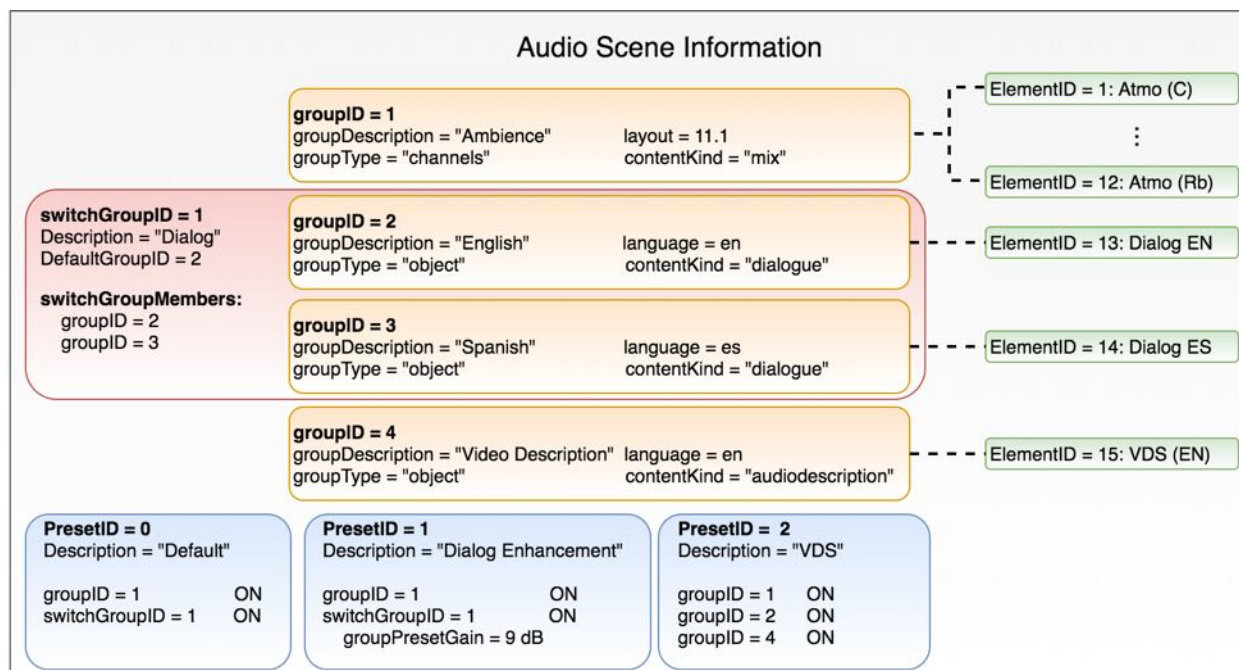 Audio Scene Information
groupID = 1
groupDescription = "Ambience" layout = 11.1
groupType = "channels" contentKind = "mix"
ElementID = 1: Atmo (C)
⋮
ElementID = 12: Atmo (Rb)
switchGroupID = 1
Description = "Dialog"
DefaultGroupID = 2
switchGroupMembers:
groupID = 2
groupID = 3
groupID = 2
groupDescription = "English" language = en
groupType = "object" contentKind = "dialogue"
ElementID = 13: Dialog EN
groupID = 3
groupDescription = "Spanish" language = es
groupType = "object" contentKind = "dialogue"
ElementID = 14: Dialog ES
groupID = 4
groupDescription = "Video Description" language = en
groupType = "object" contentKind = "audiodescription"
ElementID = 15: VDS (EN)
PresetID = 0
Description = "Default"
groupID = 1 ON
switchGroupID = 1 ON
PresetID = 1
Description = "Dialog Enhancement"
groupID = 1 ON
switchGroupID = 1 ON
groupPresetGain = 9 dB
PresetID = 2
Description = "VDS"
groupID = 1 ON
groupID = 2 ON
groupID = 4 ON